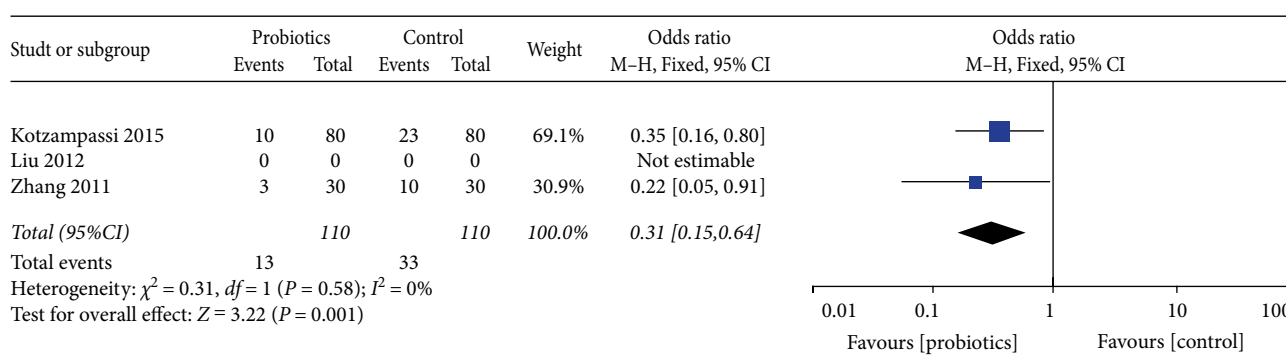 Studt or subgroup Probiotics Control Weight Odds ratio Odds ratio
Events Total Events Total M–H, Fixed, 95% CI M–H, Fixed, 95% CI
Kotzampassi 2015 10 80 23 80 69.1% 0.35 [0.16, 0.80]
Liu 2012 0 0 0 0 Not estimable
Zhang 2011 3 30 10 30 30.9% 0.22 [0.05, 0.91]
Total (95%CI) 110 110 100.0% 0.31 [0.15,0.64]
Total events 13 33
Heterogeneity: χ² = 0.31, df = 1 (P = 0.58); I² = 0%
Test for overall effect: Z = 3.22 (P = 0.001)
0.01 0.1 1 10 100
Favours [probiotics] Favours [control]